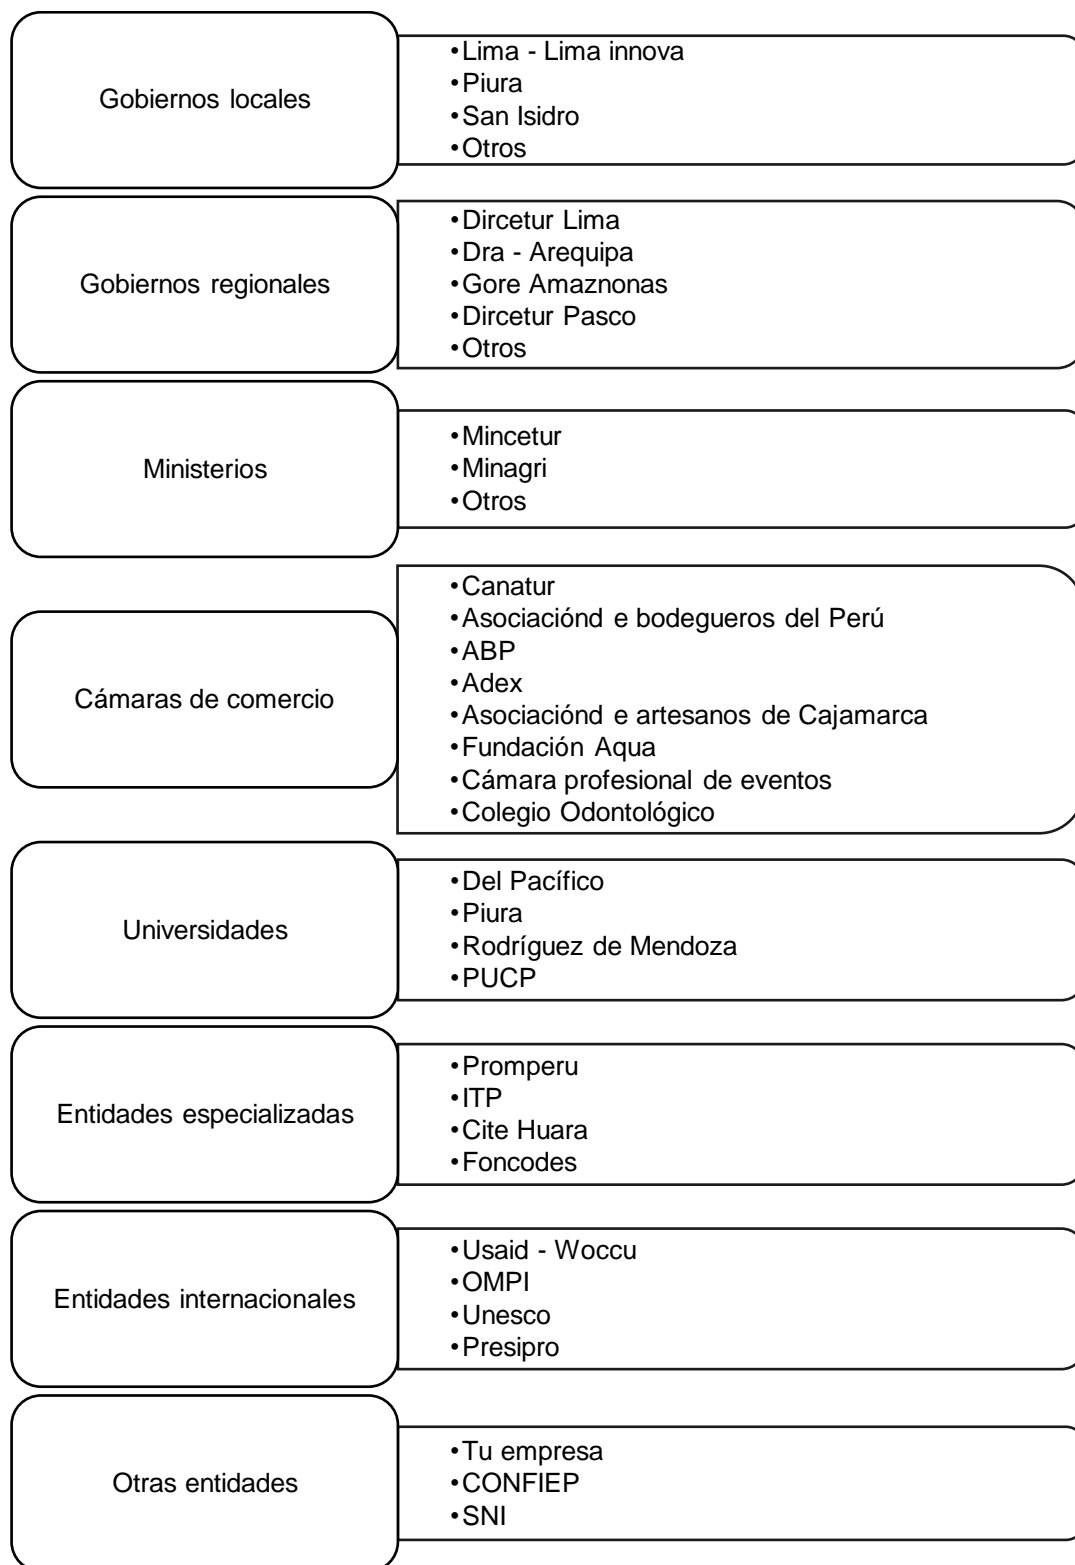 Gobiernos locales
•Lima - Lima innova
•Piura
•San Isidro
•Otros
Gobiernos regionales
•Dircetur Lima
•Dra - Arequipa
•Gore Amaznonas
•Dircetur Pasco
•Otros
Ministerios
•Mincetur
•Minagri
•Otros
Cámaras de comercio
•Canatur
•Asociaciónd e bodegueros del Perú
•ABP
•Adex
•Asociaciónd e artesanos de Cajamarca
•Fundación Aqua
•Cámara profesional de eventos
•Colegio Odontológico
Universidades
•Del Pacífico
•Piura
•Rodríguez de Mendoza
•PUCP
Entidades especializadas
•Promperu
•ITP
•Cite Huara
•Foncodes
Entidades internacionales
•Usaid - Woccu
•OMPI
•Unesco
•Presipro
Otras entidades
•Tu empresa
•CONFIEP
•SNI